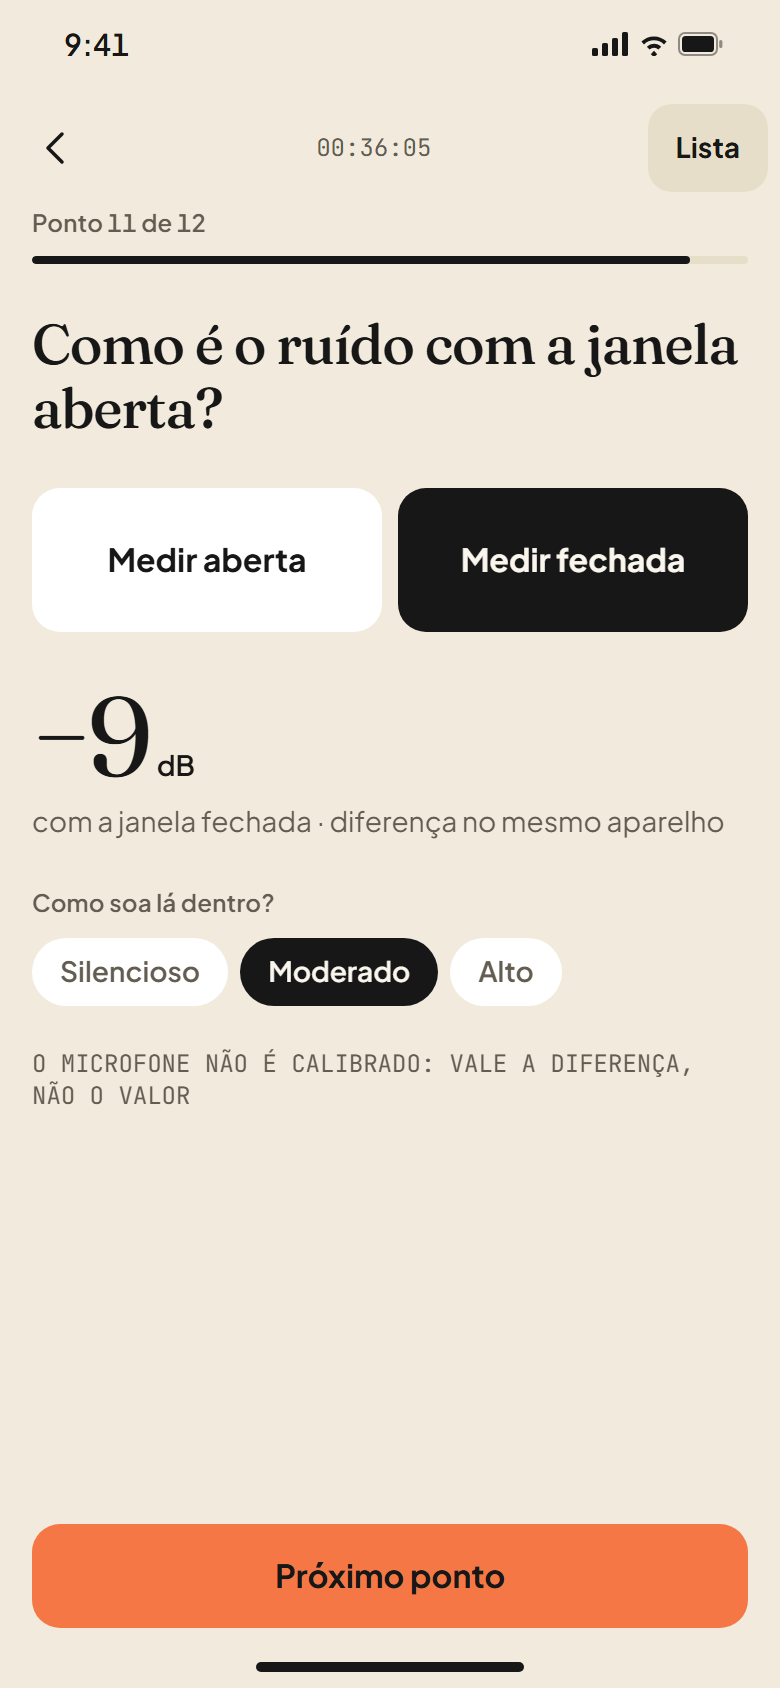 9:41
00:36:05
Lista
Ponto 11 de 12
Como é o ruído com a janela
aberta?
Medir aberta
Medir fechada
−9 dB
com a janela fechada · diferença no mesmo aparelho
Como soa lá dentro?
Silencioso
Moderado
Alto
O MICROFONE NÃO É CALIBRADO: VALE A DIFERENÇA,
NÃO O VALOR
Próximo ponto